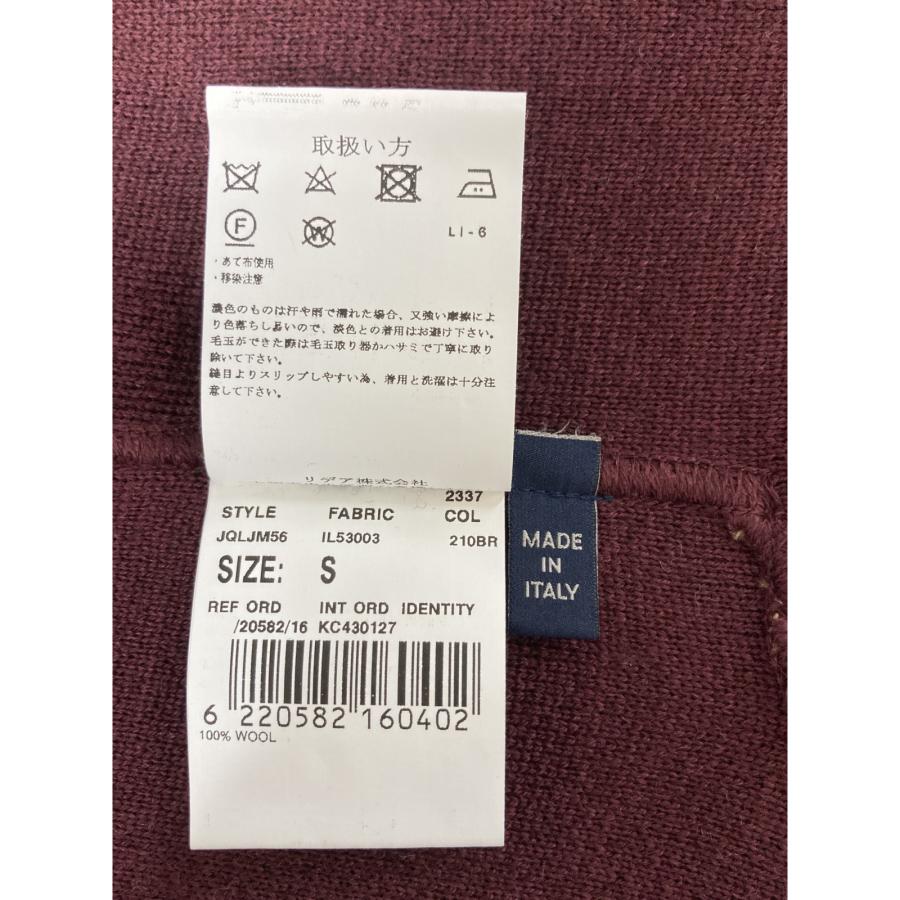 取扱い方
F
W
LI-6
・あて布使用
・移染注意
濃色のものは汗や雨で濡れた場合、又強い摩擦によ
り色落ちし易いので、淡色との着用はお避け下さい。
毛玉ができた際は毛玉取り器かハサミで丁寧に取り
除いて下さい。
縫目よりスリップしやすい為、着用と洗濯は十分注
意して下さい。
リデア株式会社
2337
STYLE FABRIC COL
JQLJM56 IL53003 210BR
SIZE: S
REF ORD INT ORD IDENTITY
/20582/16 KC430127
6 220582 160402
100% WOOL
MADE
IN
ITALY